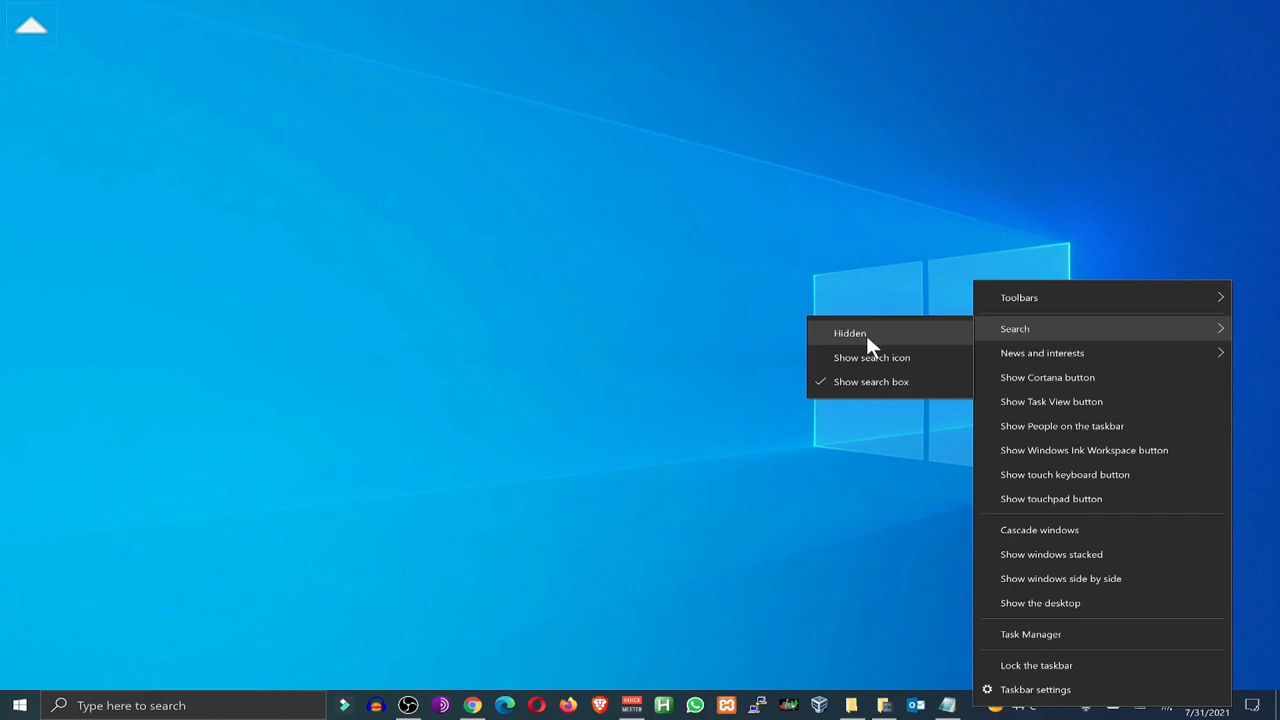 Toolbars
Hidden
Search
Show search icon
News and interests
Show search box
Show Cortana button
Show Task View button
Show People on the taskbar
Show Windows Ink Workspace button
Show touch keyboard button
Show touchpad button
Cascade windows
Show windows stacked
Show windows side by side
Show the desktop
Task Manager
Lock the taskbar
Taskbar settings
Type here to search
VOICE
MEETER
H
7/31/2021